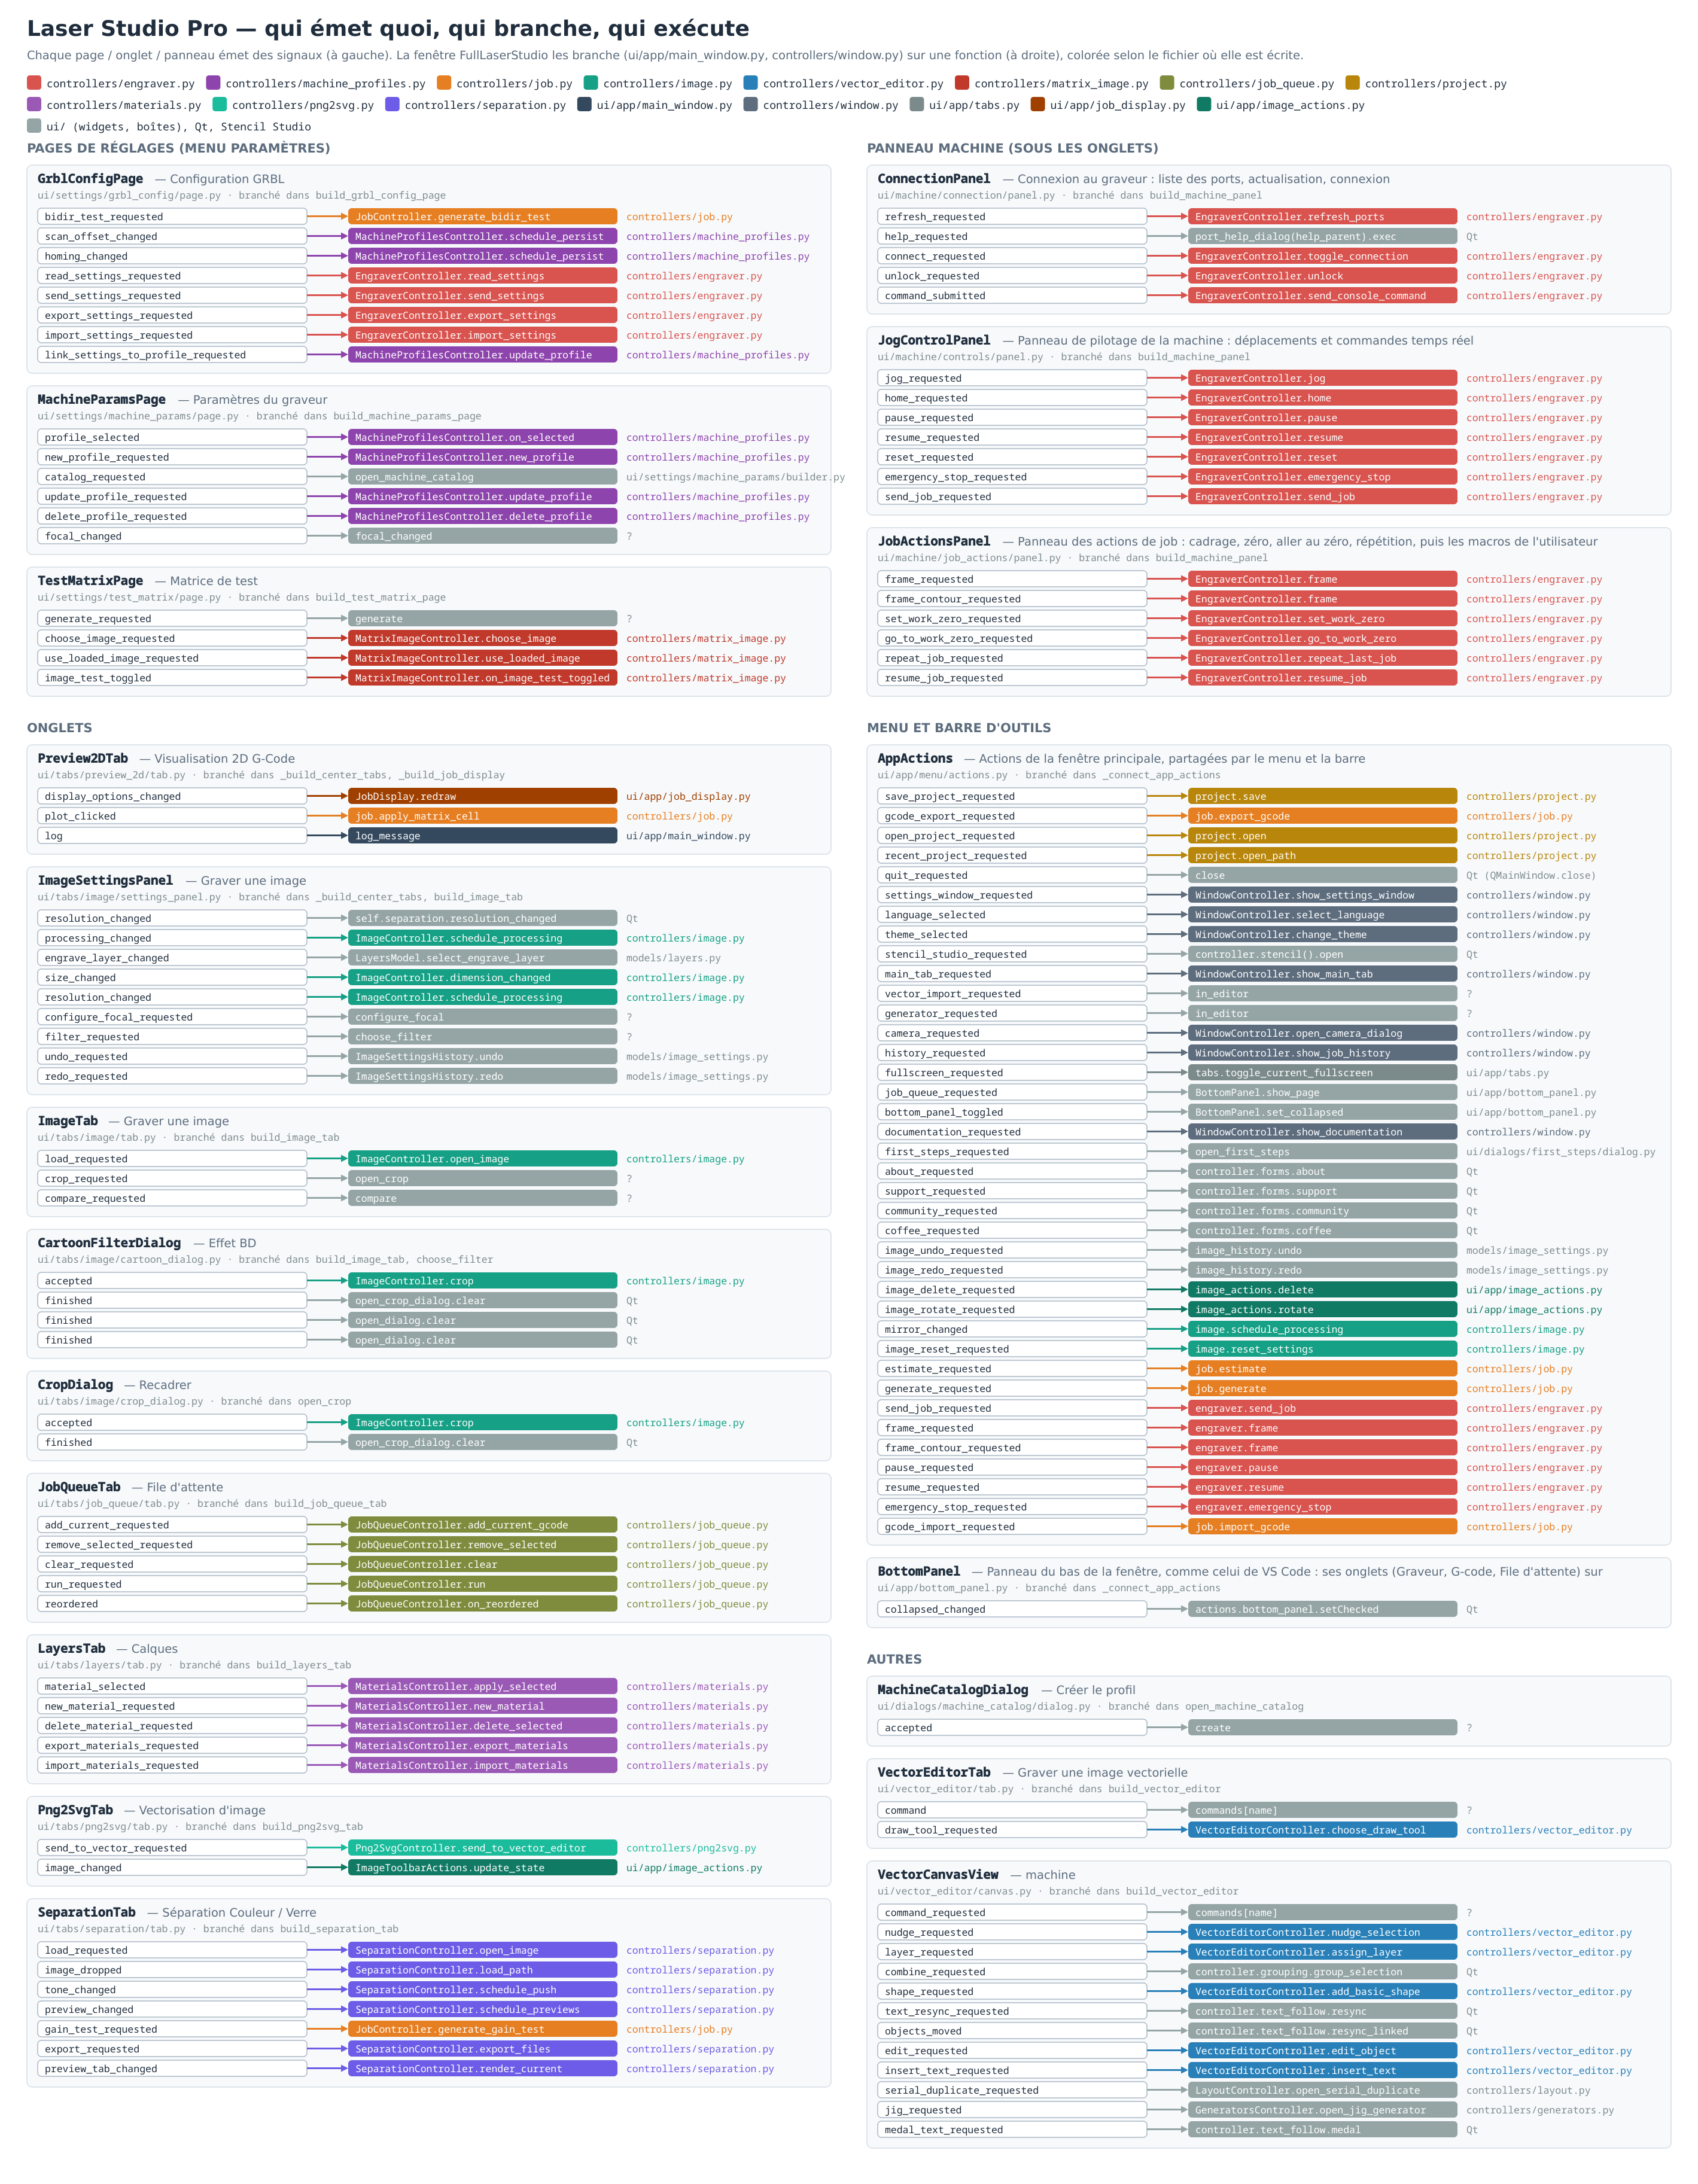 Laser Studio Pro — qui émet quoi, qui branche, qui exécute
Chaque page / onglet / panneau émet des signaux (à gauche). La fenêtre FullLaserStudio les branche (ui/app/main_window.py, controllers/window.py) sur une fonction (à droite), colorée selon le fichier où elle est écrite.
controllers/engraver.py controllers/machine_profiles.py controllers/job.py controllers/image.py controllers/vector_editor.py controllers/matrix_image.py controllers/job_queue.py controllers/project.py
controllers/materials.py controllers/png2svg.py controllers/separation.py ui/app/main_window.py controllers/window.py ui/app/tabs.py ui/app/job_display.py ui/app/image_actions.py
ui/ (widgets, boîtes), Qt, Stencil Studio
PAGES DE RÉGLAGES (MENU PARAMÈTRES)
GrblConfigPage — Configuration GRBL
ui/settings/grbl_config/page.py · branché dans build_grbl_config_page
bidir_test_requested JobController.generate_bidir_test controllers/job.py
scan_offset_changed MachineProfilesController.schedule_persist controllers/machine_profiles.py
homing_changed MachineProfilesController.schedule_persist controllers/machine_profiles.py
read_settings_requested EngraverController.read_settings controllers/engraver.py
send_settings_requested EngraverController.send_settings controllers/engraver.py
export_settings_requested EngraverController.export_settings controllers/engraver.py
import_settings_requested EngraverController.import_settings controllers/engraver.py
link_settings_to_profile_requested MachineProfilesController.update_profile controllers/machine_profiles.py
MachineParamsPage — Paramètres du graveur
ui/settings/machine_params/page.py · branché dans build_machine_params_page
profile_selected MachineProfilesController.on_selected controllers/machine_profiles.py
new_profile_requested MachineProfilesController.new_profile controllers/machine_profiles.py
catalog_requested open_machine_catalog ui/settings/machine_params/builder.py
update_profile_requested MachineProfilesController.update_profile controllers/machine_profiles.py
delete_profile_requested MachineProfilesController.delete_profile controllers/machine_profiles.py
focal_changed focal_changed ?
TestMatrixPage — Matrice de test
ui/settings/test_matrix/page.py · branché dans build_test_matrix_page
generate_requested generate ?
choose_image_requested MatrixImageController.choose_image controllers/matrix_image.py
use_loaded_image_requested MatrixImageController.use_loaded_image controllers/matrix_image.py
image_test_toggled MatrixImageController.on_image_test_toggled controllers/matrix_image.py
ONGLETS
Preview2DTab — Visualisation 2D G-Code
ui/tabs/preview_2d/tab.py · branché dans _build_center_tabs, _build_job_display
display_options_changed JobDisplay.redraw ui/app/job_display.py
plot_clicked job.apply_matrix_cell controllers/job.py
log log_message ui/app/main_window.py
ImageSettingsPanel — Graver une image
ui/tabs/image/settings_panel.py · branché dans _build_center_tabs, build_image_tab
resolution_changed self.separation.resolution_changed Qt
processing_changed ImageController.schedule_processing controllers/image.py
engrave_layer_changed LayersModel.select_engrave_layer models/layers.py
size_changed ImageController.dimension_changed controllers/image.py
resolution_changed ImageController.schedule_processing controllers/image.py
configure_focal_requested configure_focal ?
filter_requested choose_filter ?
undo_requested ImageSettingsHistory.undo models/image_settings.py
redo_requested ImageSettingsHistory.redo models/image_settings.py
ImageTab — Graver une image
ui/tabs/image/tab.py · branché dans build_image_tab
load_requested ImageController.open_image controllers/image.py
crop_requested open_crop ?
compare_requested compare ?
CartoonFilterDialog — Effet BD
ui/tabs/image/cartoon_dialog.py · branché dans build_image_tab, choose_filter
accepted ImageController.crop controllers/image.py
finished open_crop_dialog.clear Qt
finished open_dialog.clear Qt
finished open_dialog.clear Qt
CropDialog — Recadrer
ui/tabs/image/crop_dialog.py · branché dans open_crop
accepted ImageController.crop controllers/image.py
finished open_crop_dialog.clear Qt
JobQueueTab — File d'attente
ui/tabs/job_queue/tab.py · branché dans build_job_queue_tab
add_current_requested JobQueueController.add_current_gcode controllers/job_queue.py
remove_selected_requested JobQueueController.remove_selected controllers/job_queue.py
clear_requested JobQueueController.clear controllers/job_queue.py
run_requested JobQueueController.run controllers/job_queue.py
reordered JobQueueController.on_reordered controllers/job_queue.py
LayersTab — Calques
ui/tabs/layers/tab.py · branché dans build_layers_tab
material_selected MaterialsController.apply_selected controllers/materials.py
new_material_requested MaterialsController.new_material controllers/materials.py
delete_material_requested MaterialsController.delete_selected controllers/materials.py
export_materials_requested MaterialsController.export_materials controllers/materials.py
import_materials_requested MaterialsController.import_materials controllers/materials.py
Png2SvgTab — Vectorisation d'image
ui/tabs/png2svg/tab.py · branché dans build_png2svg_tab
send_to_vector_requested Png2SvgController.send_to_vector_editor controllers/png2svg.py
image_changed ImageToolbarActions.update_state ui/app/image_actions.py
SeparationTab — Séparation Couleur / Verre
ui/tabs/separation/tab.py · branché dans build_separation_tab
load_requested SeparationController.open_image controllers/separation.py
image_dropped SeparationController.load_path controllers/separation.py
tone_changed SeparationController.schedule_push controllers/separation.py
preview_changed SeparationController.schedule_previews controllers/separation.py
gain_test_requested JobController.generate_gain_test controllers/job.py
export_requested SeparationController.export_files controllers/separation.py
preview_tab_changed SeparationController.render_current controllers/separation.py
PANNEAU MACHINE (SOUS LES ONGLETS)
ConnectionPanel — Connexion au graveur : liste des ports, actualisation, connexion
ui/machine/connection/panel.py · branché dans build_machine_panel
refresh_requested EngraverController.refresh_ports controllers/engraver.py
help_requested port_help_dialog(help_parent).exec Qt
connect_requested EngraverController.toggle_connection controllers/engraver.py
unlock_requested EngraverController.unlock controllers/engraver.py
command_submitted EngraverController.send_console_command controllers/engraver.py
JogControlPanel — Panneau de pilotage de la machine : déplacements et commandes temps réel
ui/machine/controls/panel.py · branché dans build_machine_panel
jog_requested EngraverController.jog controllers/engraver.py
home_requested EngraverController.home controllers/engraver.py
pause_requested EngraverController.pause controllers/engraver.py
resume_requested EngraverController.resume controllers/engraver.py
reset_requested EngraverController.reset controllers/engraver.py
emergency_stop_requested EngraverController.emergency_stop controllers/engraver.py
send_job_requested EngraverController.send_job controllers/engraver.py
JobActionsPanel — Panneau des actions de job : cadrage, zéro, aller au zéro, répétition, puis les macros de l'utilisateur
ui/machine/job_actions/panel.py · branché dans build_machine_panel
frame_requested EngraverController.frame controllers/engraver.py
frame_contour_requested EngraverController.frame controllers/engraver.py
set_work_zero_requested EngraverController.set_work_zero controllers/engraver.py
go_to_work_zero_requested EngraverController.go_to_work_zero controllers/engraver.py
repeat_job_requested EngraverController.repeat_last_job controllers/engraver.py
resume_job_requested EngraverController.resume_job controllers/engraver.py
MENU ET BARRE D'OUTILS
AppActions — Actions de la fenêtre principale, partagées par le menu et la barre
ui/app/menu/actions.py · branché dans _connect_app_actions
save_project_requested project.save controllers/project.py
gcode_export_requested job.export_gcode controllers/job.py
open_project_requested project.open controllers/project.py
recent_project_requested project.open_path controllers/project.py
quit_requested close Qt (QMainWindow.close)
settings_window_requested WindowController.show_settings_window controllers/window.py
language_selected WindowController.select_language controllers/window.py
theme_selected WindowController.change_theme controllers/window.py
stencil_studio_requested controller.stencil().open Qt
main_tab_requested WindowController.show_main_tab controllers/window.py
vector_import_requested in_editor ?
generator_requested in_editor ?
camera_requested WindowController.open_camera_dialog controllers/window.py
history_requested WindowController.show_job_history controllers/window.py
fullscreen_requested tabs.toggle_current_fullscreen ui/app/tabs.py
job_queue_requested BottomPanel.show_page ui/app/bottom_panel.py
bottom_panel_toggled BottomPanel.set_collapsed ui/app/bottom_panel.py
documentation_requested WindowController.show_documentation controllers/window.py
first_steps_requested open_first_steps ui/dialogs/first_steps/dialog.py
about_requested controller.forms.about Qt
support_requested controller.forms.support Qt
community_requested controller.forms.community Qt
coffee_requested controller.forms.coffee Qt
image_undo_requested image_history.undo models/image_settings.py
image_redo_requested image_history.redo models/image_settings.py
image_delete_requested image_actions.delete ui/app/image_actions.py
image_rotate_requested image_actions.rotate ui/app/image_actions.py
mirror_changed image.schedule_processing controllers/image.py
image_reset_requested image.reset_settings controllers/image.py
estimate_requested job.estimate controllers/job.py
generate_requested job.generate controllers/job.py
send_job_requested engraver.send_job controllers/engraver.py
frame_requested engraver.frame controllers/engraver.py
frame_contour_requested engraver.frame controllers/engraver.py
pause_requested engraver.pause controllers/engraver.py
resume_requested engraver.resume controllers/engraver.py
emergency_stop_requested engraver.emergency_stop controllers/engraver.py
gcode_import_requested job.import_gcode controllers/job.py
BottomPanel — Panneau du bas de la fenêtre, comme celui de VS Code : ses onglets (Graveur, G-code, File d'attente) sur
ui/app/bottom_panel.py · branché dans _connect_app_actions
collapsed_changed actions.bottom_panel.setChecked Qt
AUTRES
MachineCatalogDialog — Créer le profil
ui/dialogs/machine_catalog/dialog.py · branché dans open_machine_catalog
accepted create ?
VectorEditorTab — Graver une image vectorielle
ui/vector_editor/tab.py · branché dans build_vector_editor
command commands[name] ?
draw_tool_requested VectorEditorController.choose_draw_tool controllers/vector_editor.py
VectorCanvasView — machine
ui/vector_editor/canvas.py · branché dans build_vector_editor
command_requested commands[name] ?
nudge_requested VectorEditorController.nudge_selection controllers/vector_editor.py
layer_requested VectorEditorController.assign_layer controllers/vector_editor.py
combine_requested controller.grouping.group_selection Qt
shape_requested VectorEditorController.add_basic_shape controllers/vector_editor.py
text_resync_requested controller.text_follow.resync Qt
objects_moved controller.text_follow.resync_linked Qt
edit_requested VectorEditorController.edit_object controllers/vector_editor.py
insert_text_requested VectorEditorController.insert_text controllers/vector_editor.py
serial_duplicate_requested LayoutController.open_serial_duplicate controllers/layout.py
jig_requested GeneratorsController.open_jig_generator controllers/generators.py
medal_text_requested controller.text_follow.medal Qt